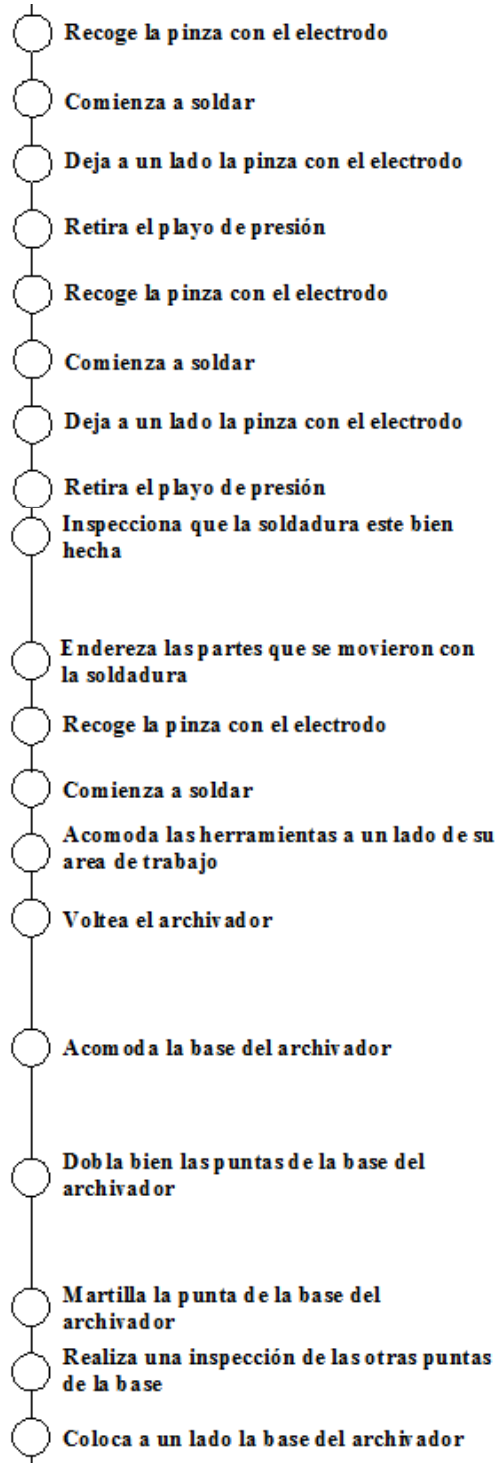 Recoge la pinza con el electrodo
Comienza a soldar
Deja a un lado la pinza con el electrodo
Retira el playo de presión
Recoge la pinza con el electrodo
Comienza a soldar
Deja a un lado la pinza con el electrodo
Retira el playo de presión
Inspecciona que la soldadura este bien
hecha
Endereza las partes que se movieron con
la soldadura
Recoge la pinza con el electrodo
Comienza a soldar
Acomoda las herramientas a un lado de su
area de trabajo
Voltea el archivador
Acomoda la base del archivador
Dobla bien las puntas de la base del
archivador
Martilla la punta de la base del
archivador
Realiza una inspección de las otras puntas
de la base
Coloca a un lado la base del archivador